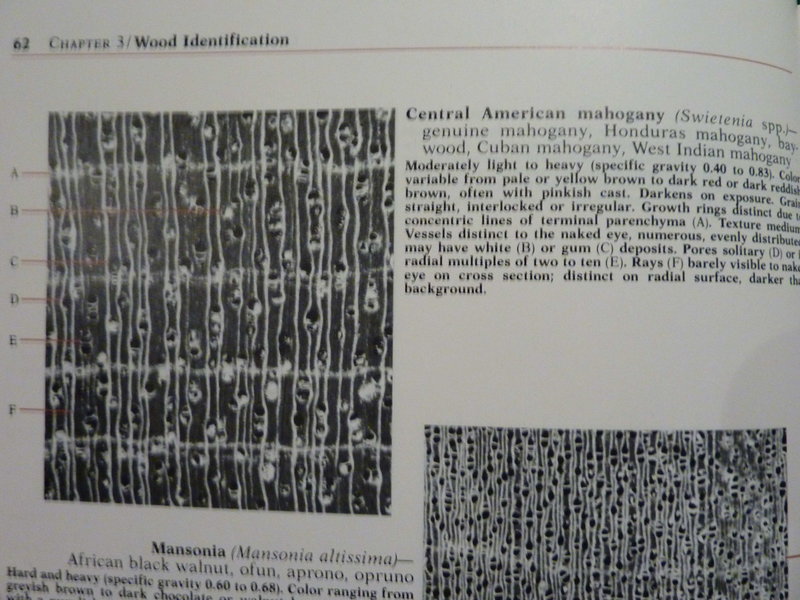 62 CHAPTER 3/Wood Identification
Central American mahogany (Swietenia spp.)—
genuine mahogany, Honduras mahogany, bay-
wood, Cuban mahogany, West Indian mahogany
Moderately light to heavy (specific gravity 0.40 to 0.83). Color
variable from pale or yellow brown to dark red or dark reddish
brown, often with pinkish cast. Darkens on exposure. Grain
straight, interlocked or irregular. Growth rings distinct due
concentric lines of terminal parenchyma (A). Texture medium
Vessels distinct to the naked eye, numerous, evenly distributed
may have white (B) or gum (C) deposits. Pores solitary (D) or
radial multiples of two to ten (E). Rays (F) barely visible to
eye on cross section; distinct on radial surface, darker
background.
A
B
C
D
E
F
Mansonia (Mansonia altissima)—
African black walnut, ofun, aprono, opruno
Hard and heavy (specific gravity 0.60 to 0.68). Color ranging from
greyish brown to dark chocolate or walnut